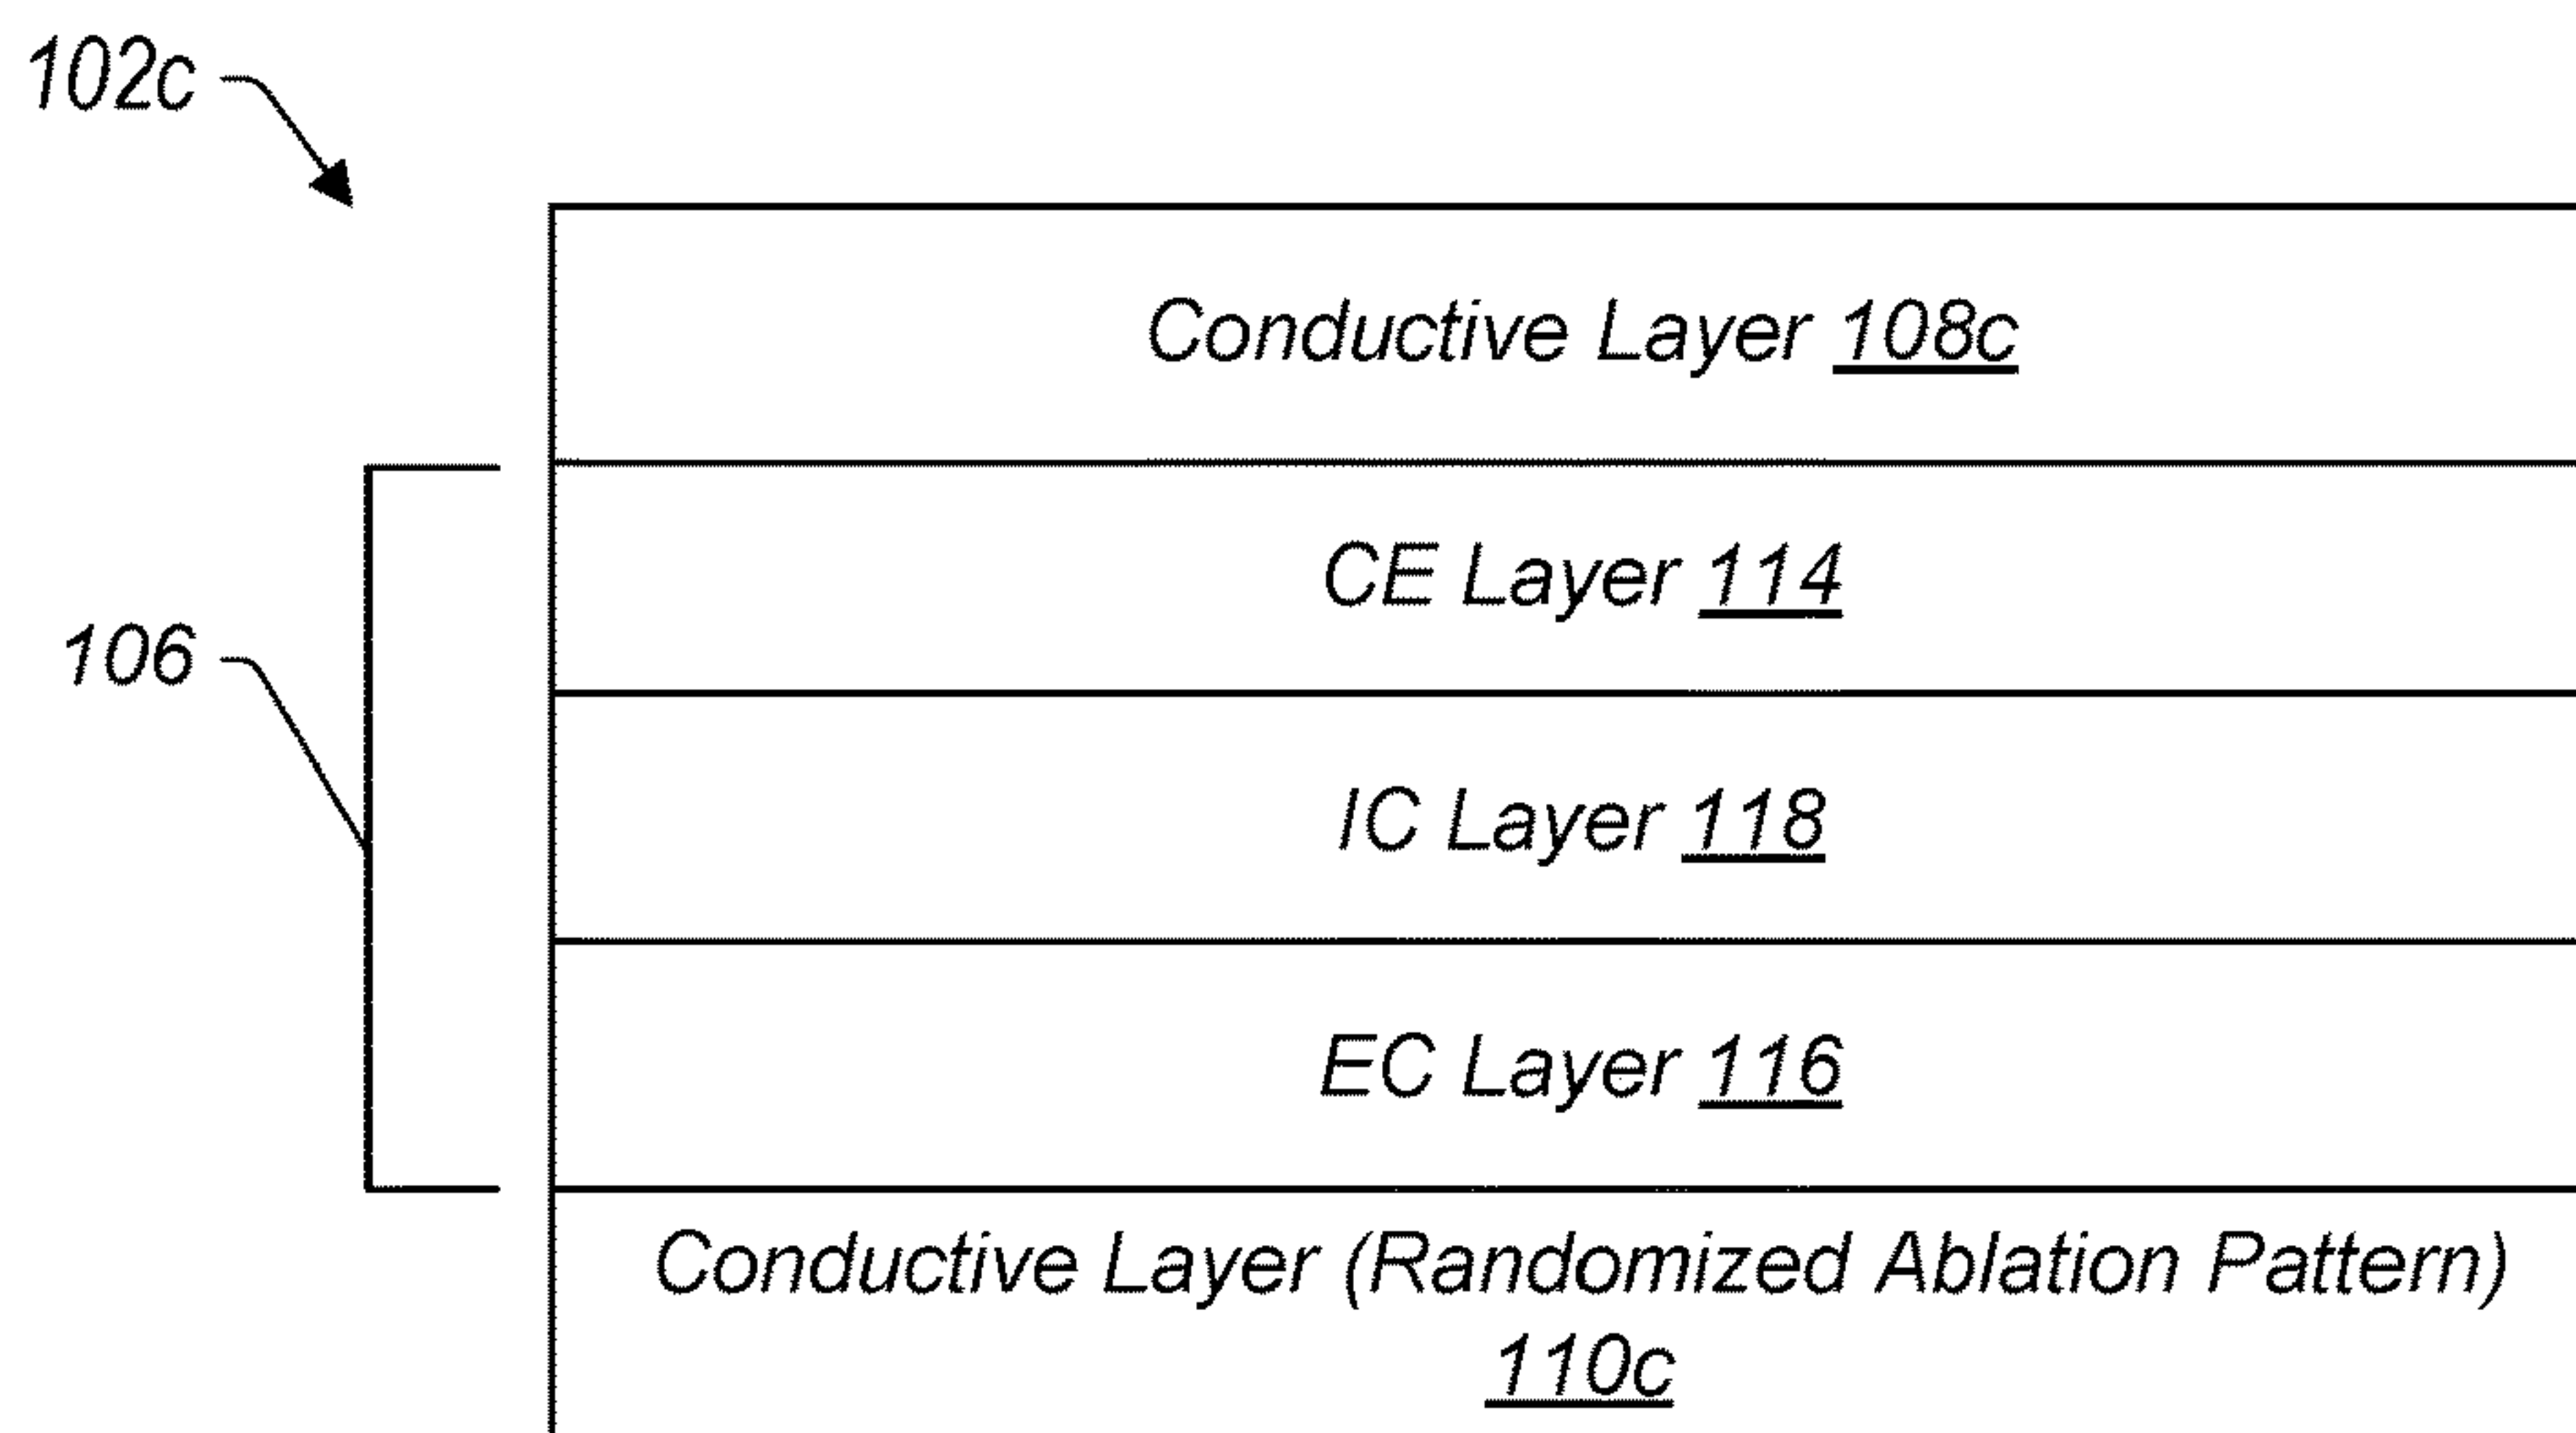 102c
Conductive Layer 108c
CE Layer 114
106
IC Layer 118
EC Layer 116
Conductive Layer (Randomized Ablation Pattern)
110c